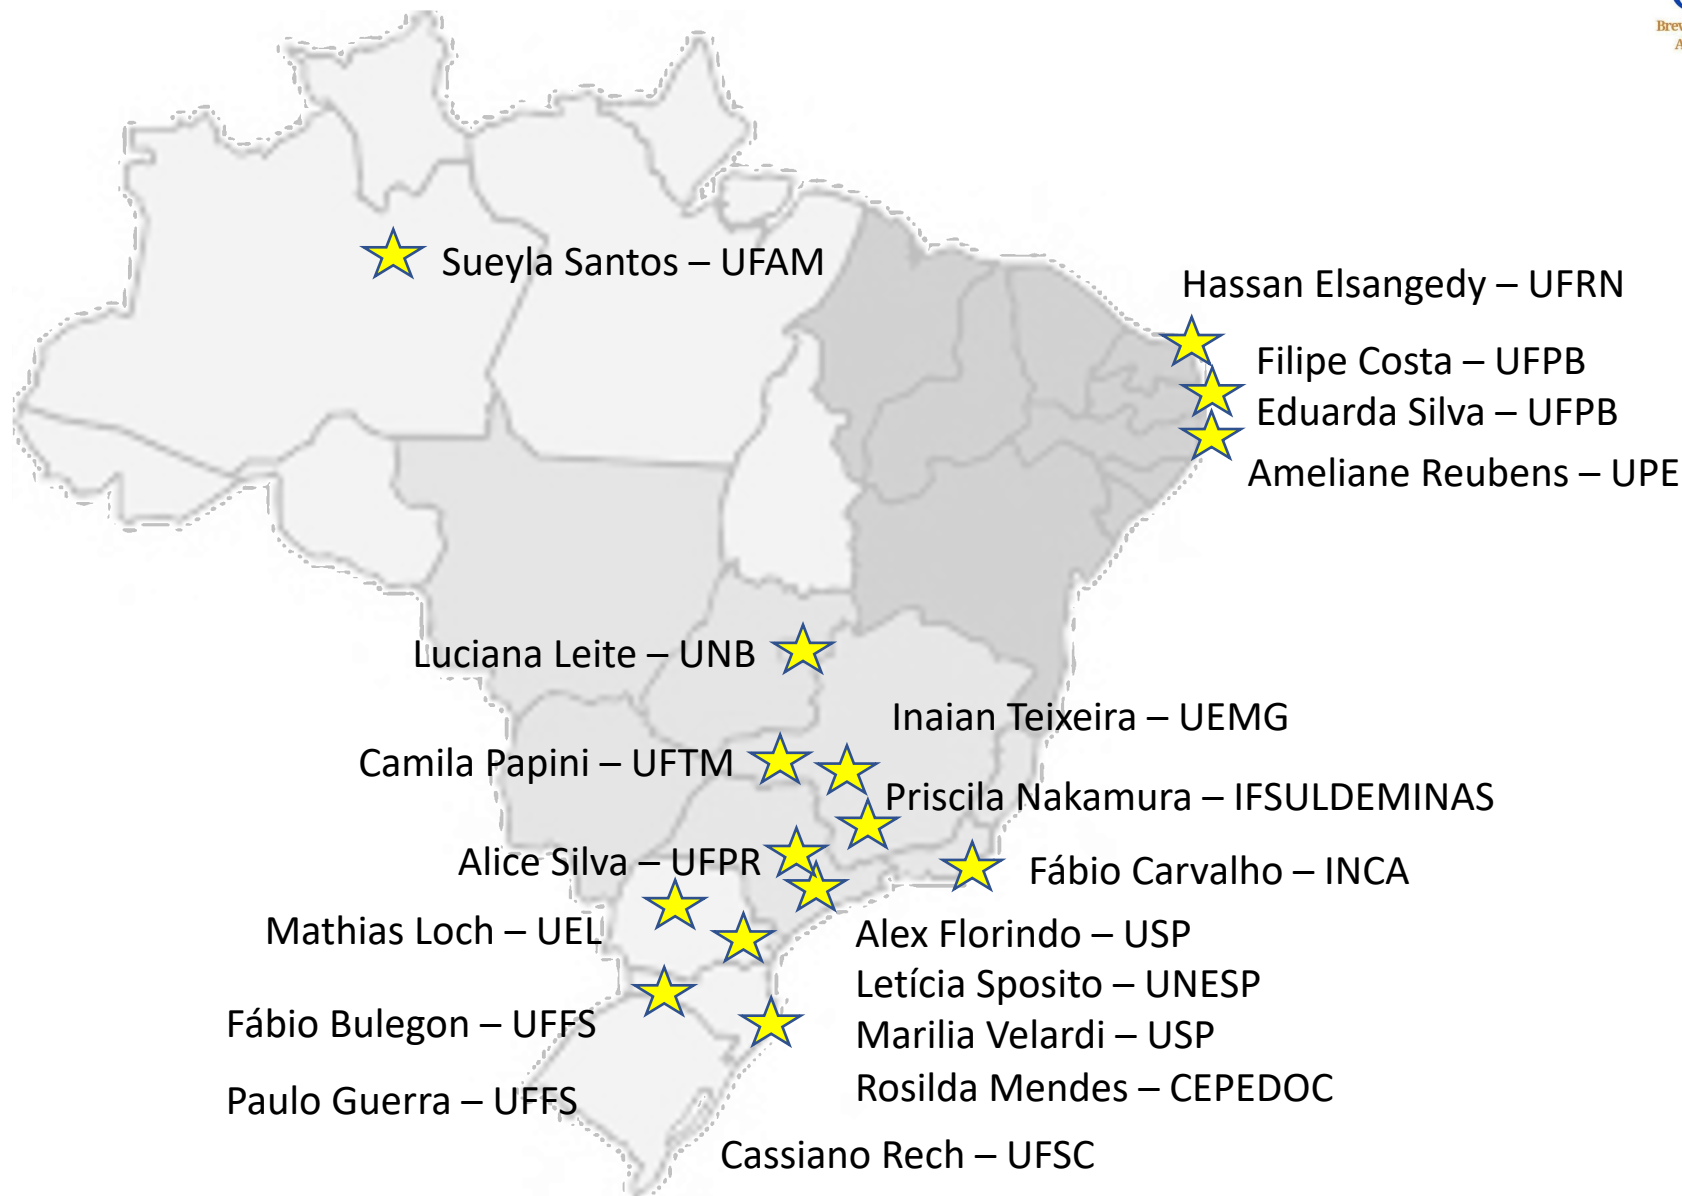 Sueyla Santos – UFAM
Hassan Elsangedy – UFRN
Filipe Costa – UFPB
Eduarda Silva – UFPB
Ameliane Reubens – UPE
Luciana Leite – UNB
Inaian Teixeira – UEMG
Camila Papini – UFTM
Priscila Nakamura – IFSULDEMINAS
Alice Silva – UFPR
Fábio Carvalho – INCA
Mathias Loch – UEL
Alex Florindo – USP
Letícia Sposito – UNESP
Fábio Bulegon – UFFS
Marilia Velardi – USP
Rosilda Mendes – CEPEDOC
Paulo Guerra – UFFS
Cassiano Rech – UFSC